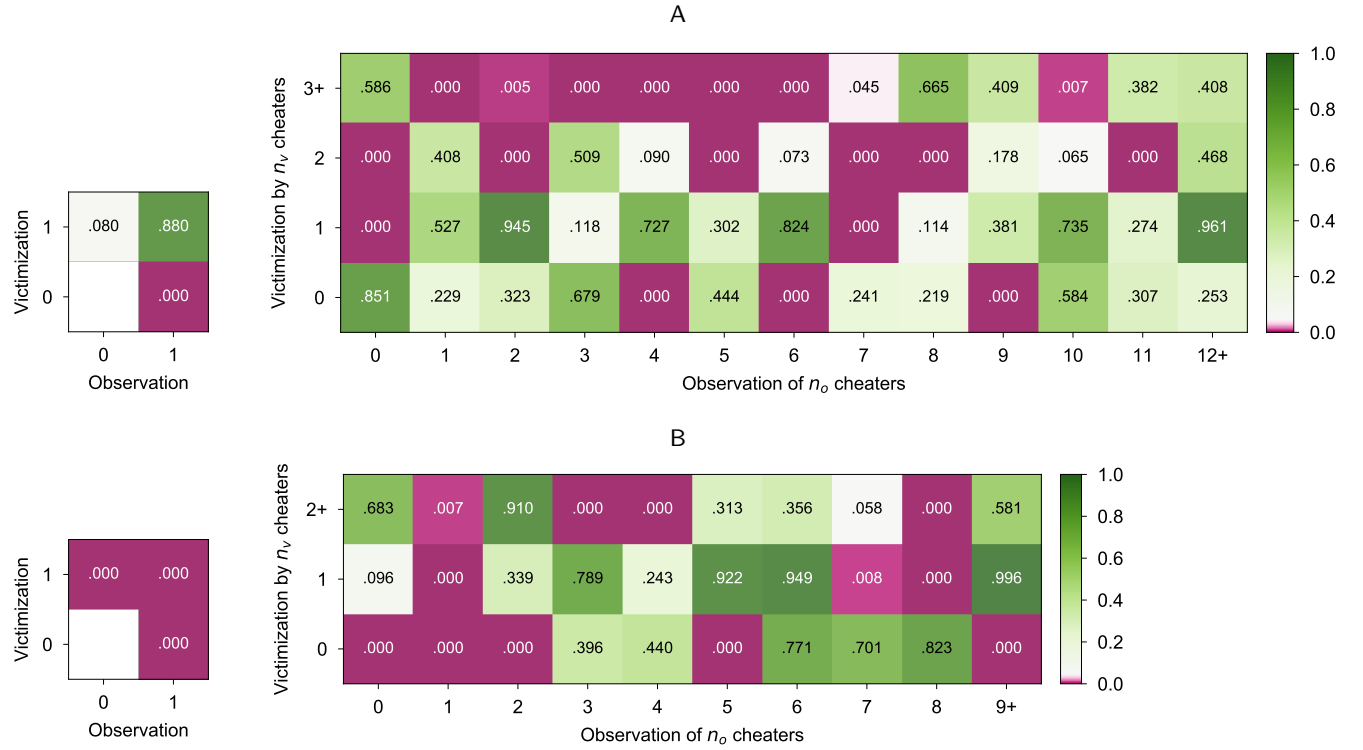 A
Victimization
1
.080 .880
0
.000
0 1
Observation
Victimization by nv cheaters
3+
.586 .000 .005 .000 .000 .000 .000 .045 .665 .409 .007 .382 .408
2
.000 .408 .000 .509 .090 .000 .073 .000 .000 .178 .065 .000 .468
1
.000 .527 .945 .118 .727 .302 .824 .000 .114 .381 .735 .274 .961
0
.851 .229 .323 .679 .000 .444 .000 .241 .219 .000 .584 .307 .253
0 1 2 3 4 5 6 7 8 9 10 11 12+
Observation of no cheaters
1.0
0.8
0.6
0.4
0.2
0.0
B
Victimization
1
.000 .000
0
.000
0 1
Observation
Victimization by nv cheaters
2+
.683 .007 .910 .000 .000 .313 .356 .058 .000 .581
1
.096 .000 .339 .789 .243 .922 .949 .008 .000 .996
0
.000 .000 .000 .396 .440 .000 .771 .701 .823 .000
0 1 2 3 4 5 6 7 8 9+
Observation of no cheaters
1.0
0.8
0.6
0.4
0.2
0.0